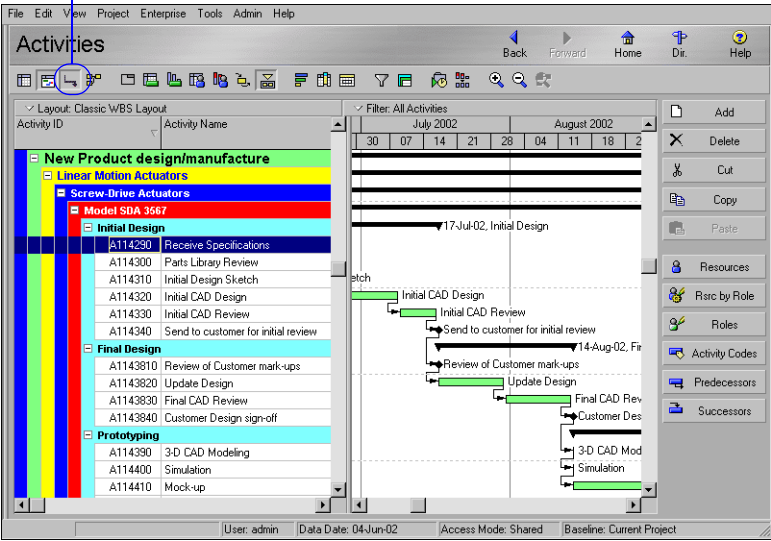 File Edit View Project Enterprise Tools Admin Help
Activities
Back Forward Home Dir. Help
Layout: Classic WBS Layout
Filter: All Activities
Add
Activity ID Activity Name
July 2002 August 2002
30 07 14 21 28 04 11 18 2
Delete
New Product design/manufacture
Linear Motion Actuators
Cut
Screw-Drive Actuators
Copy
Model SDA 3567
Initial Design 17-Jul-02, Initial Design
Paste
A114290 Receive Specifications
A114300 Parts Library Review
Resources
A114310 Initial Design Sketch etch
A114320 Initial CAD Design Initial CAD Design
Rsrc by Role
A114330 Initial CAD Review Initial CAD Review
Roles
A114340 Send to customer for initial review Send to customer for initial review
Final Design 14-Aug-02, Fir
Activity Codes
A1143810 Review of Customer mark-ups Review of Customer mark-ups
A1143820 Update Design Update Design
Predecessors
A1143830 Final CAD Review Final CAD Rev
A1143840 Customer Design sign-off Customer Des
Successors
Prototyping
A114390 3-D CAD Modeling 3-D CAD Mod
A114400 Simulation Simulation
A114410 Mock-up
User: admin Data Date: 04-Jun-02 Access Mode: Shared Baseline: Current Project